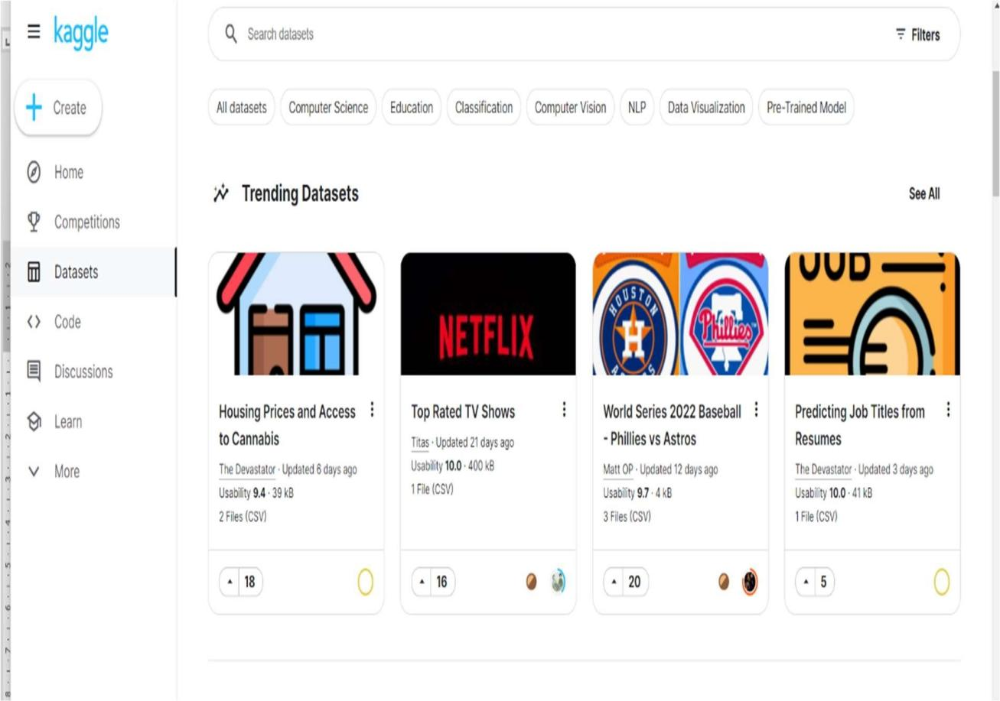 kaggle
Search datasets
Filters
Create
All datasets
Computer Science
Education
Classification
Computer Vision
NLP
Data Visualization
Pre-Trained Model
Home
Competitions
Datasets
Code
Discussions
Learn
More
Trending Datasets
See All
NETFLIX
HOUSTON
H
Phillies
JOB
Housing Prices and Access
to Cannabis
The Devastator · Updated 6 days ago
Usability 9.4 · 39 kB
2 Files (CSV)
18
Top Rated TV Shows
Titas · Updated 21 days ago
Usability 10.0 · 400 kB
1 File (CSV)
16
World Series 2022 Baseball
- Phillies vs Astros
Matt OP · Updated 12 days ago
Usability 9.7 · 4 kB
3 Files (CSV)
20
Predicting Job Titles from
Resumes
The Devastator · Updated 3 days ago
Usability 10.0 · 41 kB
1 File (CSV)
5